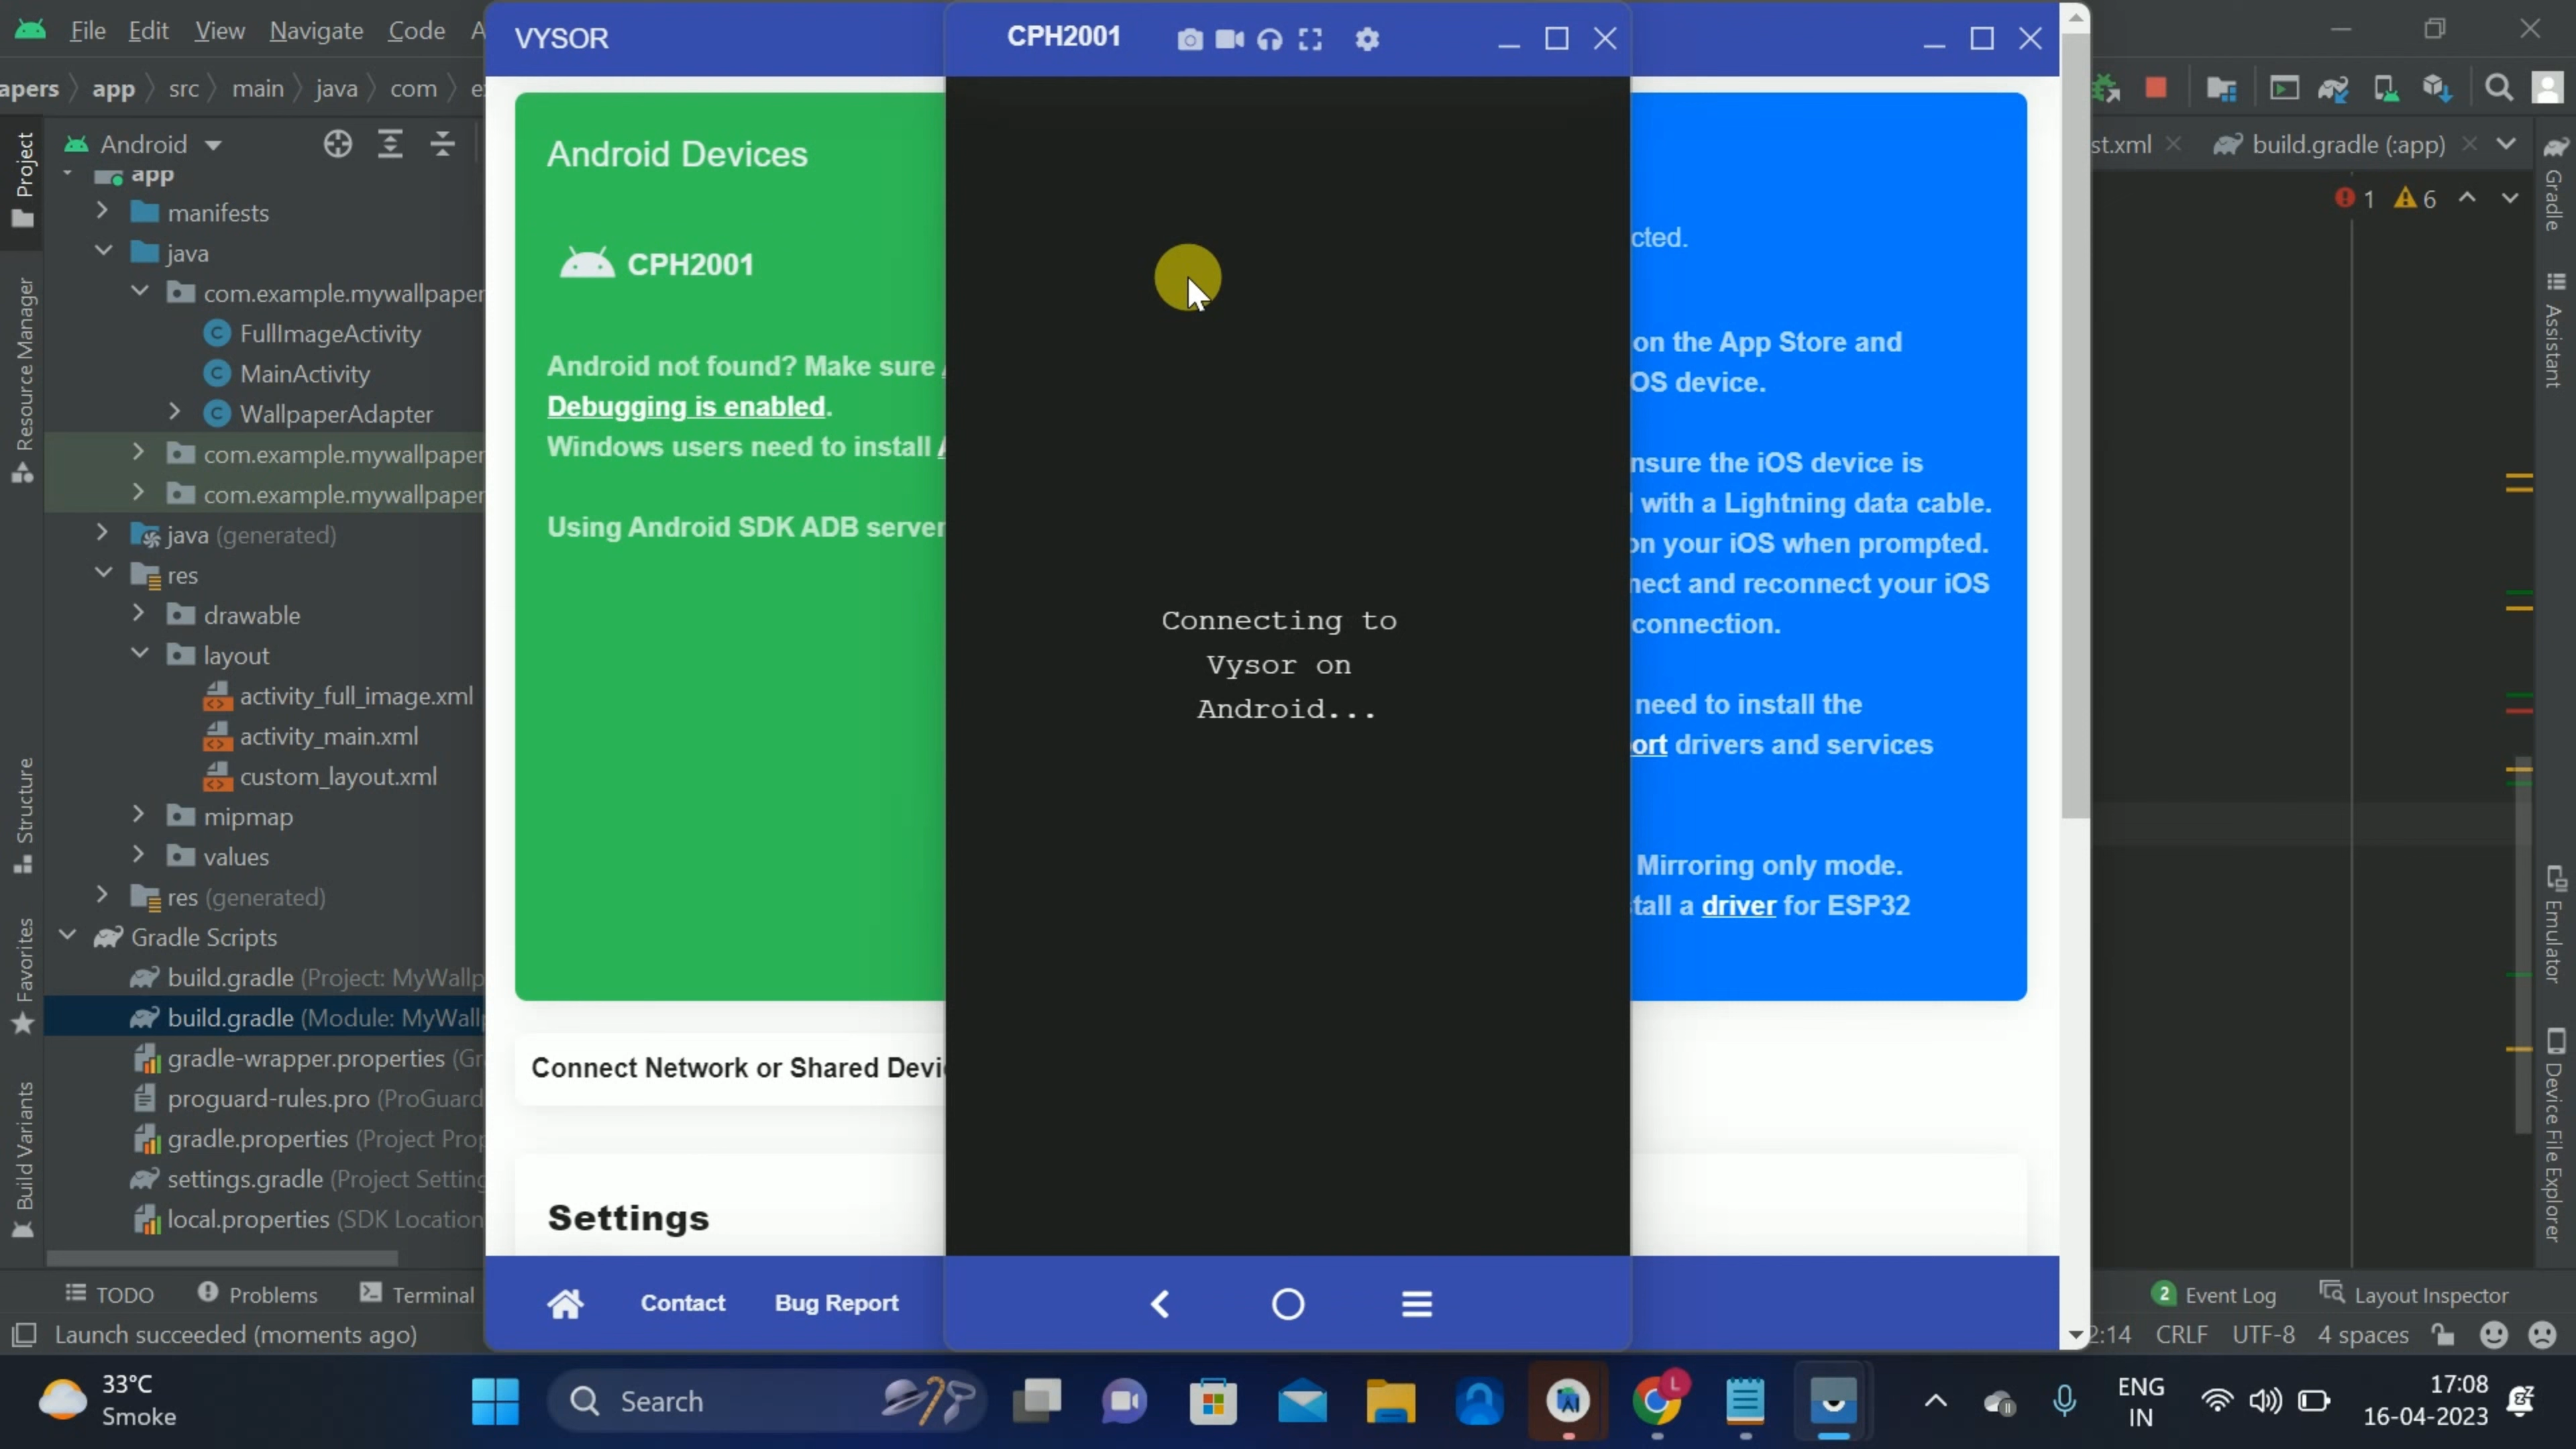 File Edit View Navigate Code A
apers app src main java com e
Project
Android
app
manifests
java
com.example.mywallpaper
FullImageActivity
MainActivity
WallpaperAdapter
com.example.mywallpaper
com.example.mywallpaper
java (generated)
res
drawable
layout
activity_full_image.xml
activity_main.xml
custom_layout.xml
mipmap
values
res (generated)
Gradle Scripts
build.gradle (Project: MyWallp
build.gradle (Module: MyWallp
gradle-wrapper.properties (Gr
proguard-rules.pro (ProGuard
gradle.properties (Project Prop
settings.gradle (Project Setting
local.properties (SDK Location
Resource Manager
Structure
Favorites
Build Variants
TODO Problems Terminal
Launch succeeded (moments ago)
VYSOR
Android Devices
CPH2001
Android not found? Make sure
Debugging is enabled.
Windows users need to install A
Using Android SDK ADB server
Connect Network or Shared Devi
Settings
Contact Bug Report
CPH2001
Connecting to
Vysor on
Android...
cted.
on the App Store and
OS device.
nsure the iOS device is
with a Lightning data cable.
on your iOS when prompted.
nect and reconnect your iOS
connection.
need to install the
ort drivers and services
Mirroring only mode.
tall a driver for ESP32
st.xml build.gradle (:app)
1 6
Gradle
Assistant
Emulator
Device File Explorer
2 Event Log Layout Inspector
2:14 CRLF UTF-8 4 spaces
33°C
Smoke
Search
L
AI
ENG
IN
17:08
16-04-2023